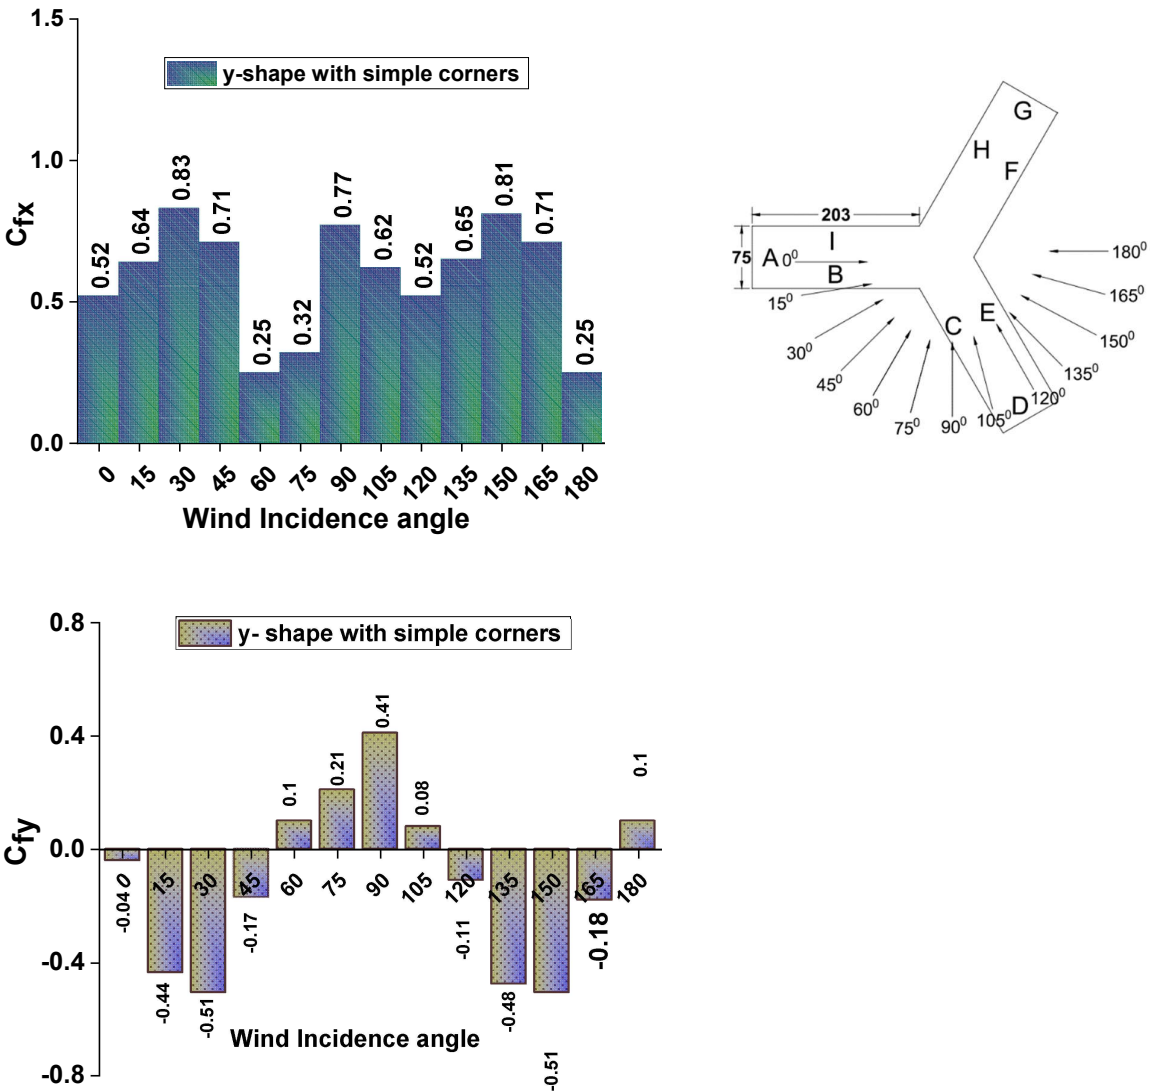 1.5
y-shape with simple corners
1.0
0.5
0.0
Cfx
0.52
0.64
0.83
0.71
0.25
0.32
0.77
0.62
0.52
0.65
0.81
0.71
0.25
0 15 30 45 60 75 90 105 120 135 150 165 180
Wind Incidence angle
G
H
F
203
75
A 0⁰
I
B
C
E
D
15⁰
30⁰
45⁰
60⁰
75⁰
90⁰
105⁰
120⁰
135⁰
150⁰
165⁰
180⁰
0.8
y- shape with simple corners
0.4
0.0
-0.4
-0.8
Cfy
-0.04
-0.44
-0.51
-0.17
0.1
0.21
0.41
0.08
-0.11
-0.48
-0.51
-0.18
0.1
0 15 30 45 60 75 90 105 120 135 150 165 180
Wind Incidence angle